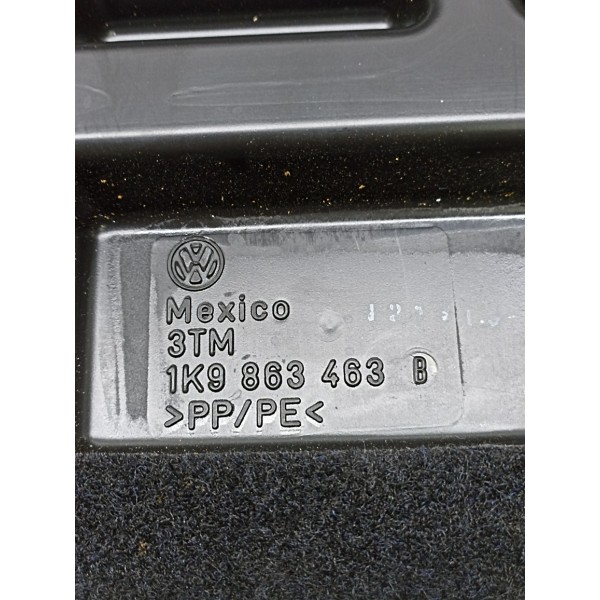 Mexico
3TM
1K9 863 463 B
>PP/PE<